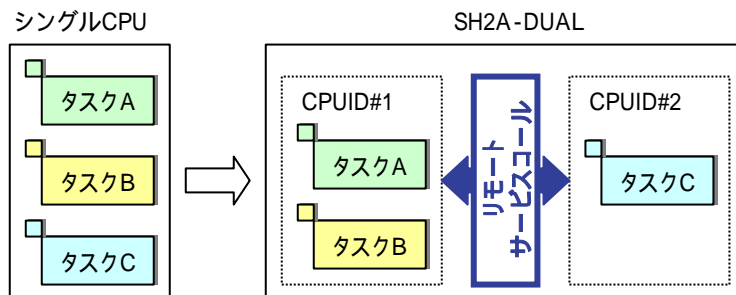 シングルCPU
タスクA
タスクB
タスクC
SH2A-DUAL
CPUID#1
タスクA
タスクB
リモート
サービスコール
CPUID#2
タスクC